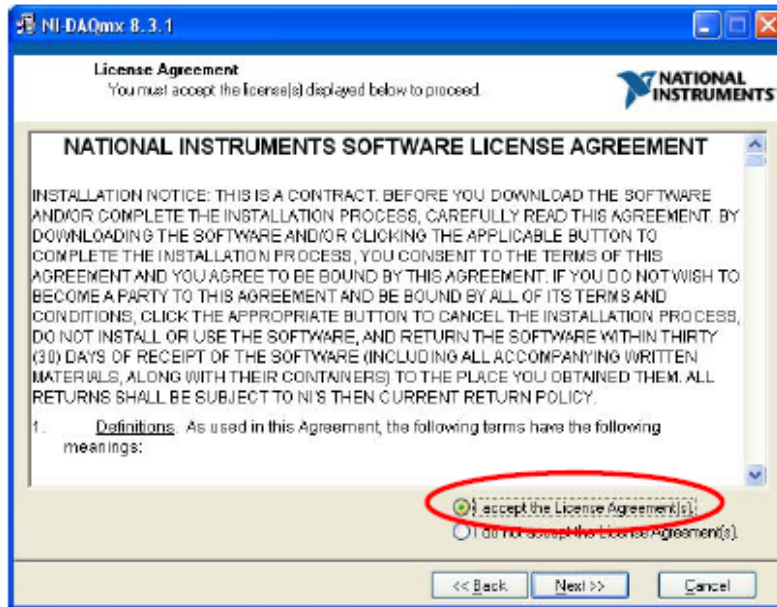 NI-DAQmx 8.3.1
License Agreement
You must accept the license(s) displayed below to proceed.
NATIONAL
INSTRUMENTS
NATIONAL INSTRUMENTS SOFTWARE LICENSE AGREEMENT
INSTALLATION NOTICE: THIS IS A CONTRACT. BEFORE YOU DOWNLOAD THE SOFTWARE
AND/OR COMPLETE THE INSTALLATION PROCESS, CAREFULLY READ THIS AGREEMENT. BY
DOWNLOADING THE SOFTWARE AND/OR CLICKING THE APPLICABLE BUTTON TO
COMPLETE THE INSTALLATION PROCESS, YOU CONSENT TO THE TERMS OF THIS
AGREEMENT AND YOU AGREE TO BE BOUND BY THIS AGREEMENT. IF YOU DO NOT WISH TO
BECOME A PARTY TO THIS AGREEMENT AND BE BOUND BY ALL OF ITS TERMS AND
CONDITIONS, CLICK THE APPROPRIATE BUTTON TO CANCEL THE INSTALLATION PROCESS,
DO NOT INSTALL OR USE THE SOFTWARE, AND RETURN THE SOFTWARE WITHIN THIRTY
(30) DAYS OF RECEIPT OF THE SOFTWARE (INCLUDING ALL ACCOMPANYING WRITTEN
MATERIALS, ALONG WITH THEIR CONTAINERS) TO THE PLACE YOU OBTAINED THEM. ALL
RETURNS SHALL BE SUBJECT TO NI'S THEN CURRENT RETURN POLICY.
1. Definitions. As used in this Agreement, the following terms have the following
meanings:
I accept the License Agreement(s).
I do not accept the License Agreement(s).
<< Back
Next >>
Cancel